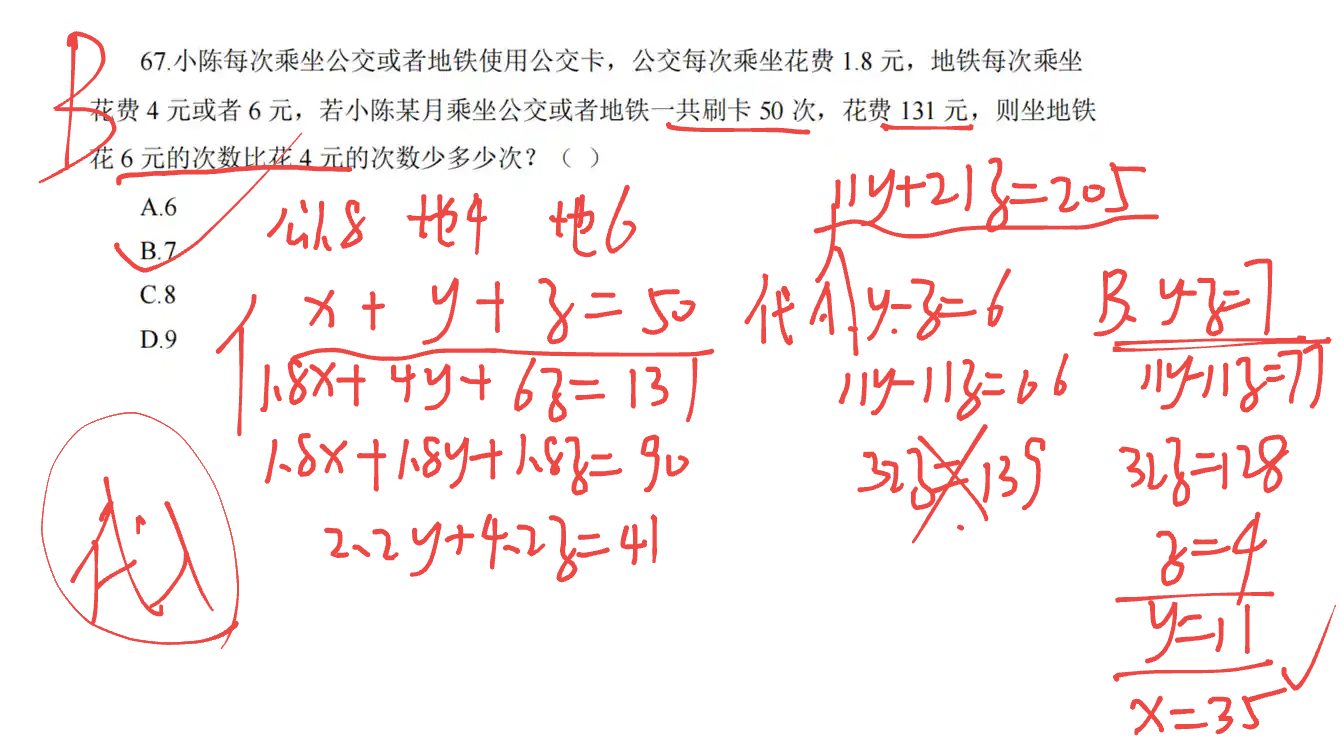 B
67.小陈每次乘坐公交或者地铁使用公交卡，公交每次乘坐花费 1.8 元，地铁每次乘坐
花费 4 元或者 6 元，若小陈某月乘坐公交或者地铁一共刷卡 50 次，花费 131 元，则坐地铁
花 6 元的次数比花 4 元的次数少多少次？（ ）
A.6
B.7
C.8
D.9
公1.8 地4 地6
x + y + z = 50
1.8x + 4y + 6z = 131
1.8x + 1.8y + 1.8z = 90
2.2y + 4.2z = 41
11y + 21z = 205
代A. y - z = 6
11y - 11z = 66
32z = 139
B. y - z = 7
11y - 11z = 77
32z = 128
z = 4
y = 11
x = 35